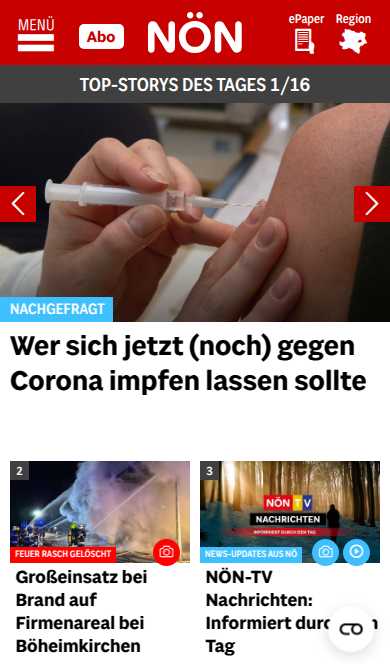 MENÜ
Abo
NÖN
ePaper
Region
TOP-STORYS DES TAGES 1/16
NACHGEFRAGT
Wer sich jetzt (noch) gegen
Corona impfen lassen sollte
2
FEUER RASCH GELÖSCHT
Großeinsatz bei
Brand auf
Firmenareal bei
Böheimkirchen
3
NÖN TV
NACHRICHTEN
INFORMIERT DURCH DEN TAG
NEWS-UPDATES AUS NÖ
NÖN-TV
Nachrichten:
Informiert durch den
Tag